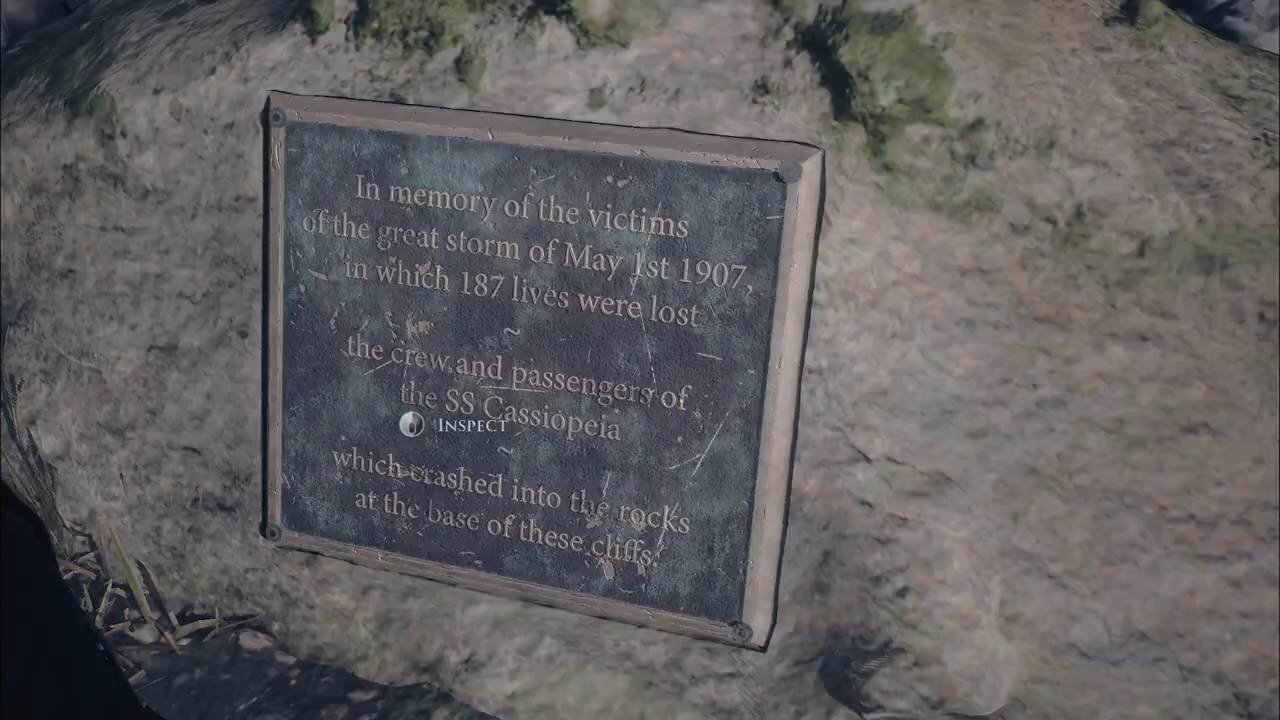 In memory of the victims
of the great storm of May 1st 1907,
in which 187 lives were lost
~
the crew and passengers of
the SS Cassiopeia
INSPECT
~
which crashed into the rocks
at the base of these cliffs.